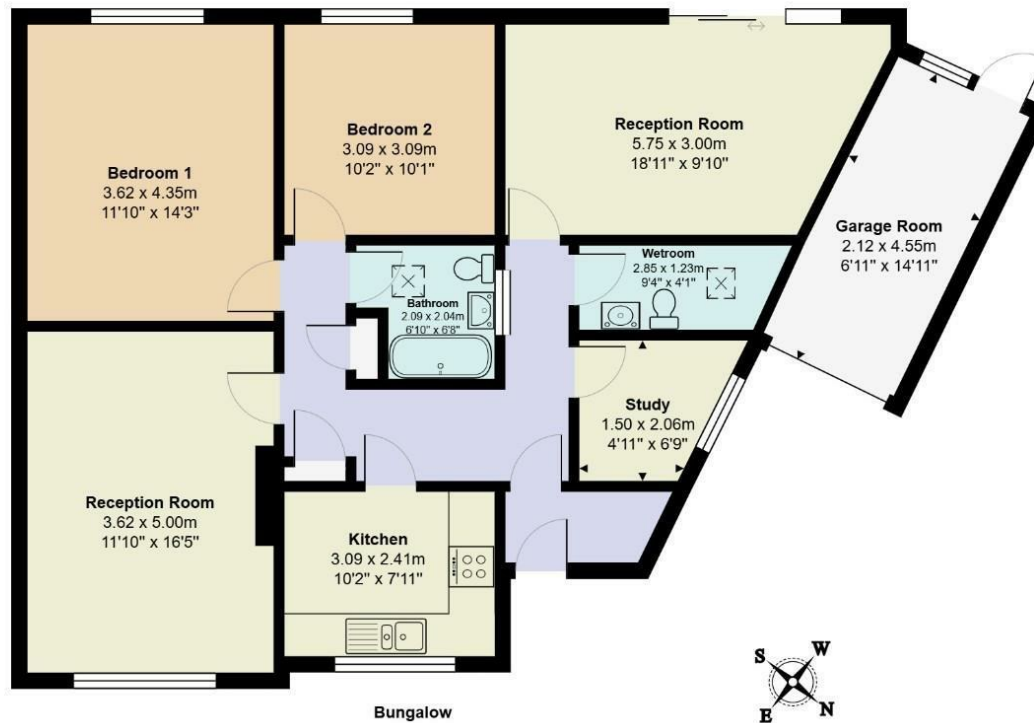 Bedroom 1
3.62 x 4.35m
11'10" x 14'3"
Bedroom 2
3.09 x 3.09m
10'2" x 10'1"
Reception Room
5.75 x 3.00m
18'11" x 9'10"
Garage Room
2.12 x 4.55m
6'11" x 14'11"
Wetroom
2.85 x 1.23m
9'4" x 4'1"
Bathroom
2.09 x 2.04m
6'10" x 6'8"
Study
1.50 x 2.06m
4'11" x 6'9"
Reception Room
3.62 x 5.00m
11'10" x 16'5"
Kitchen
3.09 x 2.41m
10'2" x 7'11"
Bungalow
S
W
E
N